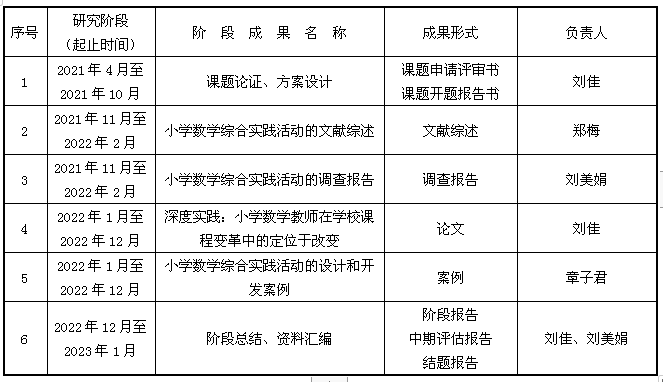 序号
研究阶段
（起止时间）
阶 段 成 果 名 称
成果形式
负责人
1
2021 年 4 月至
2021 年 10 月
课题论证、方案设计
课题申请评审书
课题开题报告书
刘佳
2
2021 年 11 月至
2022 年 2 月
小学数学综合实践活动的文献综述
文献综述
郑梅
3
2021 年 11 月至
2022 年 2 月
小学数学综合实践活动的调查报告
调查报告
刘美娟
4
2022 年 1 月至
2022 年 12 月
深度实践：小学数学教师在学校课
程变革中的定位于改变
论文
刘佳
5
2022 年 1 月至
2022 年 12 月
小学数学综合实践活动的设计和开
发案例
案例
章子君
6
2022 年 12 月至
2023 年 1 月
阶段总结、资料汇编
阶段报告
中期评估报告
结题报告
刘佳、刘美娟